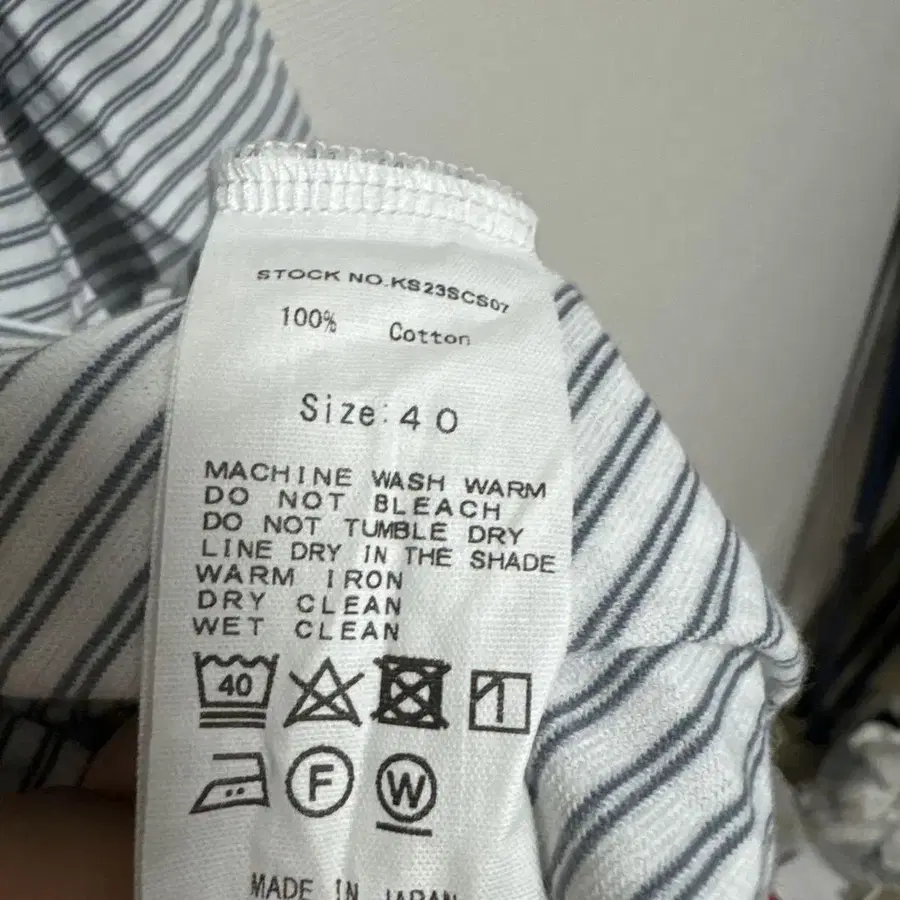 STOCK NO.KS23SCS07
100% Cotton
Size:40
MACHINE WASH WARM
DO NOT BLEACH
DO NOT TUMBLE DRY
LINE DRY IN THE SHADE
WARM IRON
DRY CLEAN
WET CLEAN
40
F W
MADE IN JAPAN